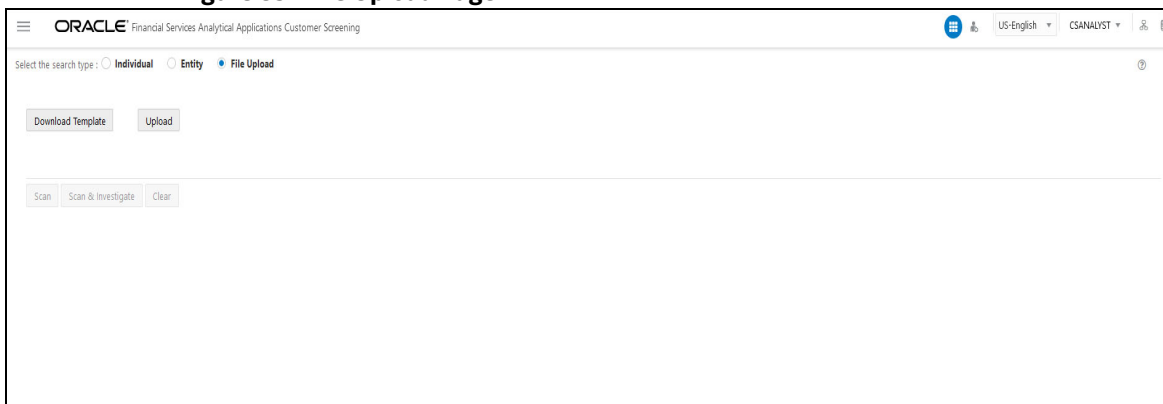 ORACLE® Financial Services Analytical Applications Customer Screening US-English CSANALYST
Select the search type : Individual Entity File Upload
Download Template Upload
Scan Scan & Investigate Clear